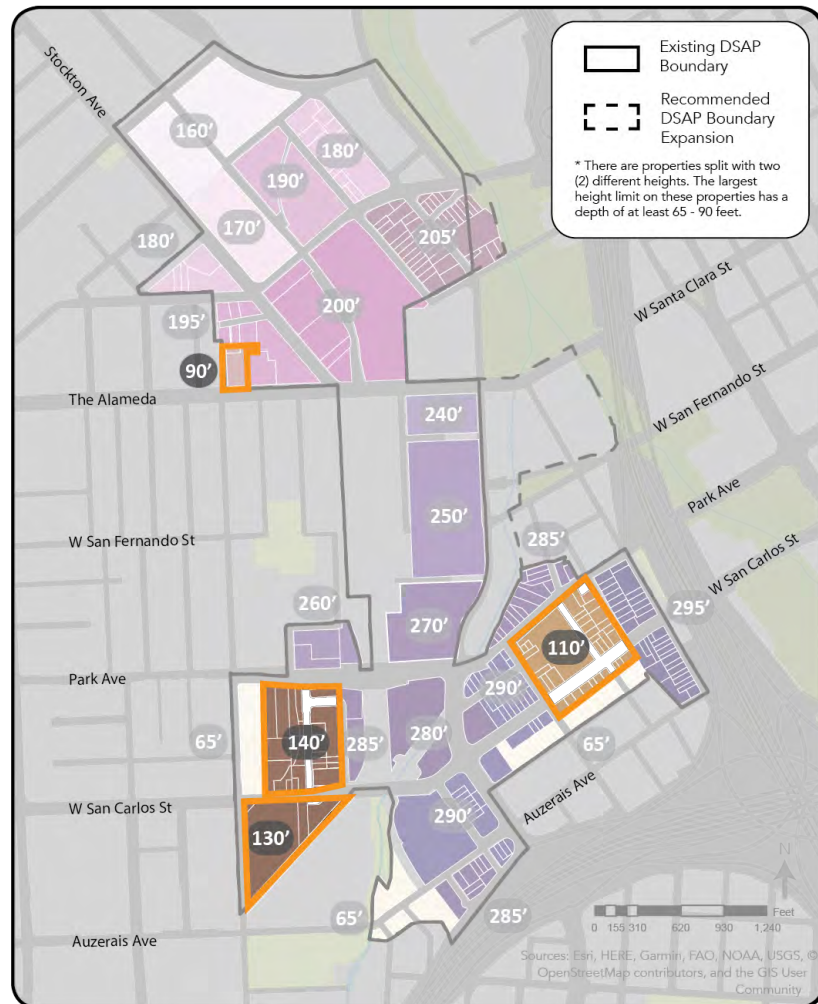 Existing DSAP
Boundary
Recommended
DSAP Boundary
Expansion
* There are properties split with two
(2) different heights. The largest
height limit on these properties has a
depth of at least 65 - 90 feet.
Stockton Ave
160’
180’
190’
170’
180’
205’
200’
195’
90’
W Santa Clara St
The Alameda
240’
W San Fernando St
250’
Park Ave
W San Fernando St
285’
W San Carlos St
260’
270’
295’
110’
Park Ave
290’
65’
140’
285’
280’
65’
W San Carlos St
Auzerais Ave
290’
130’
65’
285’
N
Auzerais Ave
Feet
0 155 310 620 930 1,240
Sources: Esri, HERE, Garmin, FAO, NOAA, USGS, ©
OpenStreetMap contributors, and the GIS User
Community